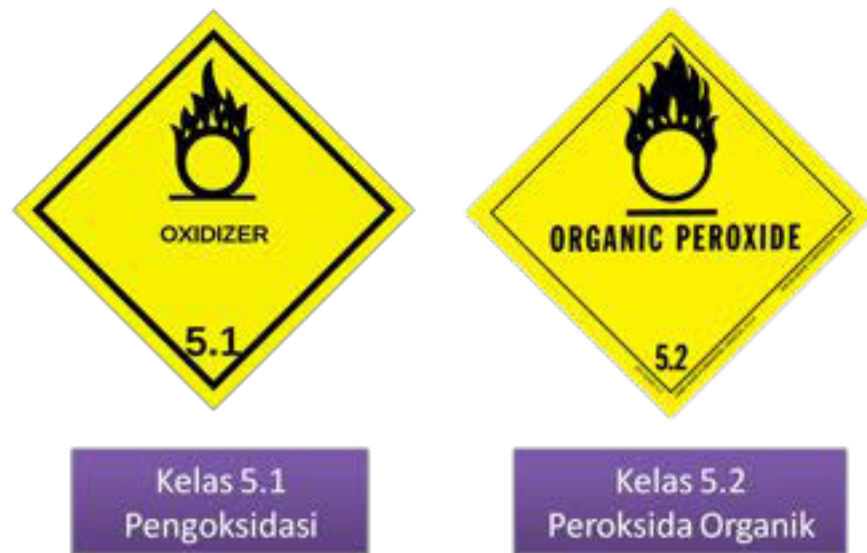 OXIDIZER
5.1
ORGANIC PEROXIDE
5.2
Kelas 5.1
Pengoksidasi
Kelas 5.2
Peroksida Organik